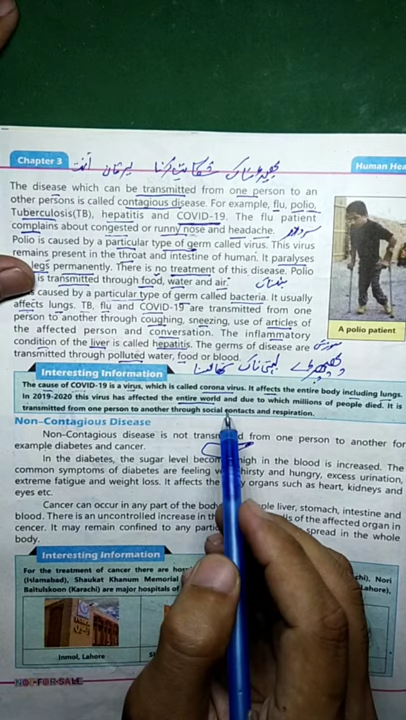 Chapter 3
Human Hea
The disease which can be transmitted from one person to an
other persons is called contagious disease. For example, flu, polio,
Tuberculosis(TB), hepatitis and COVID-19. The flu patient
complains about congested or runny nose and headache.
Polio is caused by a particular type of germ called virus. This virus
remains present in the throat and intestine of human. It paralyses
legs permanently. There is no treatment of this disease. Polio
is transmitted through food, water and air.
is caused by a particular type of germ called bacteria. It usually
affects lungs. TB, flu and COVID-19 are transmitted from one
person to another through coughing, sneezing, use of articles of
the affected person and conversation. The inflammatory
condition of the liver is called hepatitis. The germs of disease are
transmitted through polluted water, food or blood.
A polio patient
Interesting Information
The cause of COVID-19 is a virus, which is called corona virus. It affects the entire body including lungs.
In 2019-2020 this virus has affected the entire world and due to which millions of people died. It is
transmitted from one person to another through social contacts and respiration.
Non-Contagious Disease
Non-Contagious disease is not transm from one person to another for
example diabetes and cancer.
In the diabetes, the sugar level becom high in the blood is increased. The
common symptoms of diabetes are feeling thirsty and hungry, excess urination,
extreme fatigue and weight loss. It affects the organs such as heart, kidneys and
eyes etc.
Cancer can occur in any part of the body liver, stomach, intestine and
blood. There is an uncontrolled increase in th of the affected organ in
cancer. It may remain confined to any parti spread in the whole
body.
Interesting Information
For the treatment of cancer there are hos Nori
(Islamabad), Shaukat Khanum Memorial Lahore),
Baitulskoon (Karachi) are major hospitals of
Inmol, Lahore
NOT FOR SALE